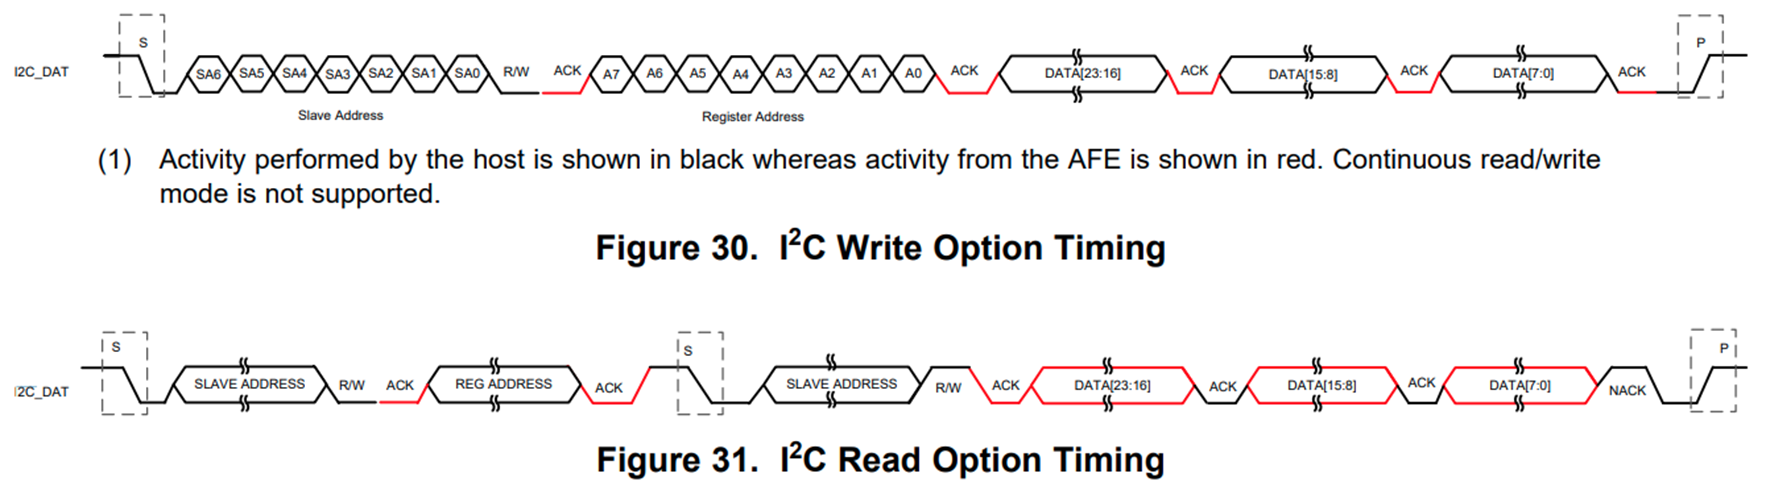 S
I2C_DAT SA6 SA5 SA4 SA3 SA2 SA1 SA0 R/W ACK A7 A6 A5 A4 A3 A2 A1 A0 ACK DATA[23:16] ACK DATA[15:8] ACK DATA[7:0] ACK P
Slave Address Register Address
(1) Activity performed by the host is shown in black whereas activity from the AFE is shown in red. Continuous read/write
mode is not supported.
Figure 30. I²C Write Option Timing
S S P
I2C_DAT SLAVE ADDRESS R/W ACK REG ADDRESS ACK SLAVE ADDRESS R/W ACK DATA[23:16] ACK DATA[15:8] ACK DATA[7:0] NACK
Figure 31. I²C Read Option Timing